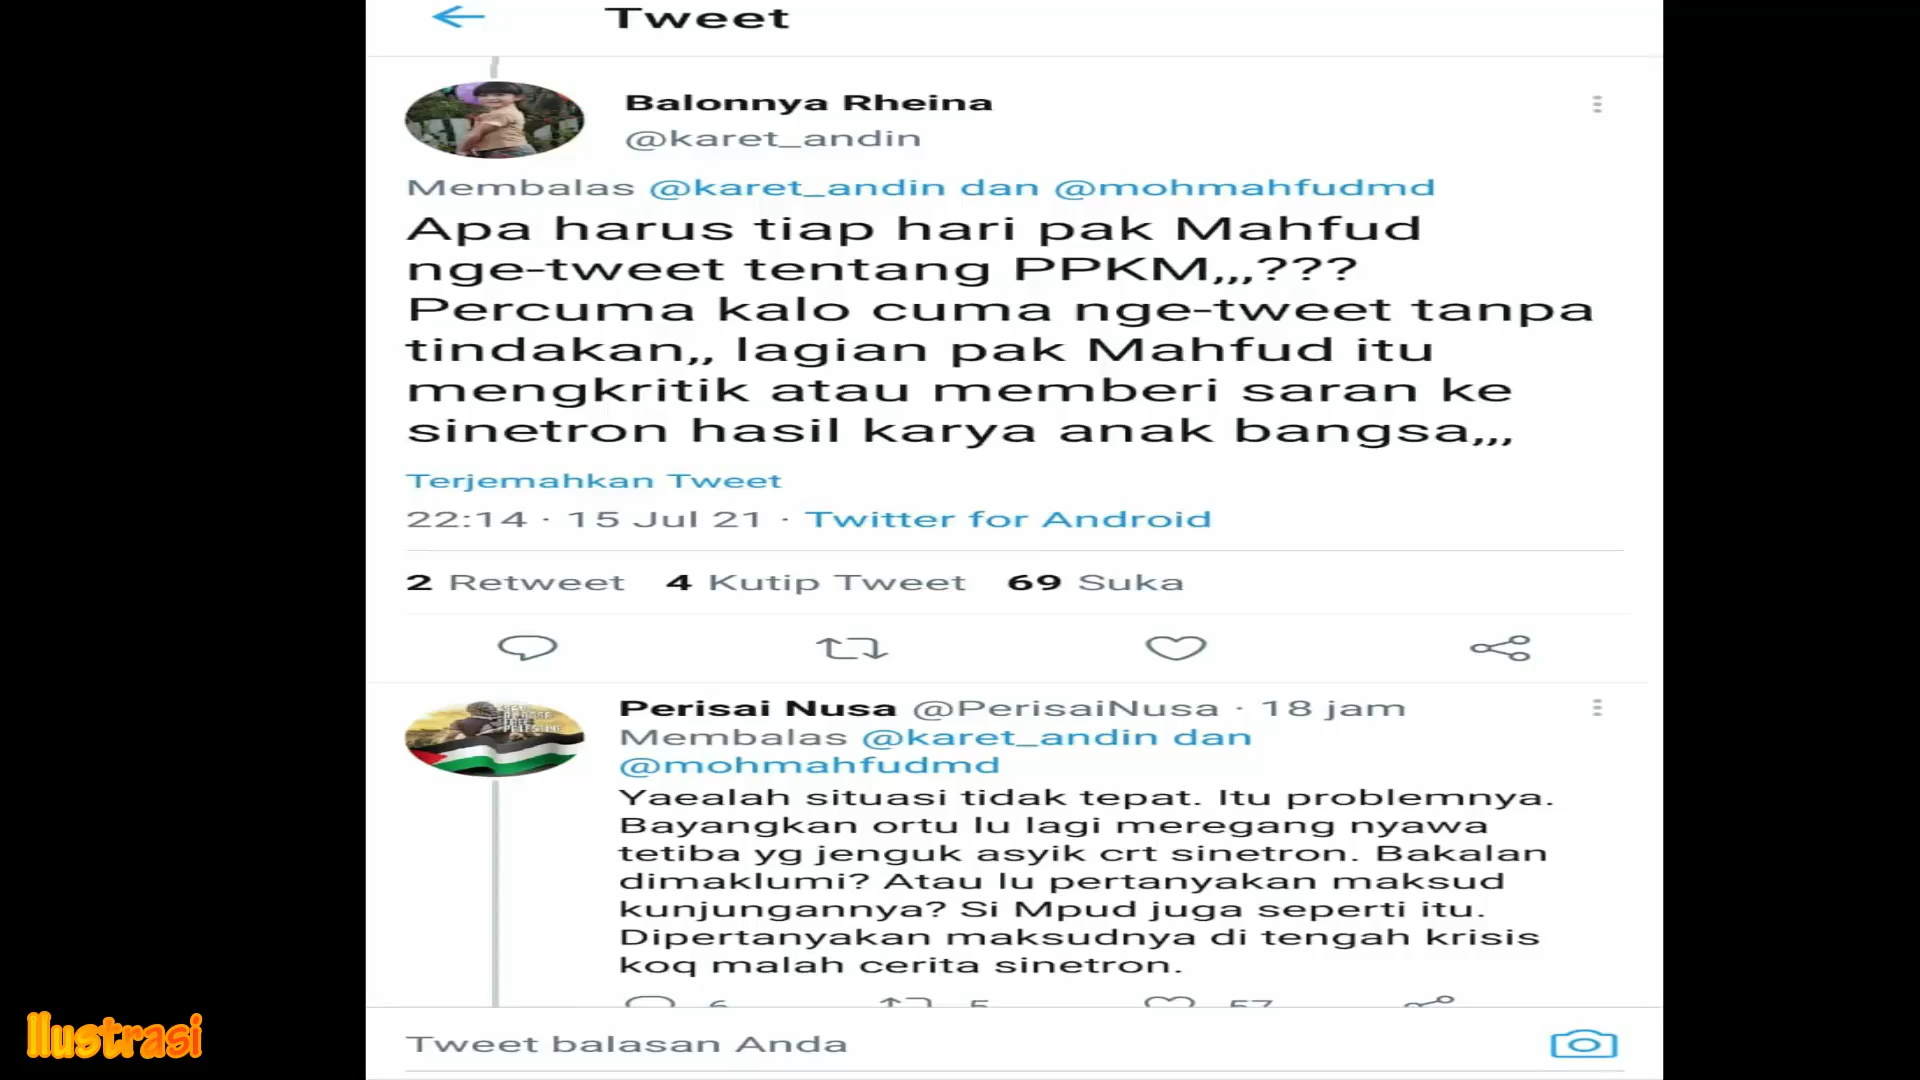 Tweet
Balonnya Rheina
@karet_andin
Membalas @karet_andin dan @mohmahfudmd
Apa harus tiap hari pak Mahfud
nge-tweet tentang PPKM,,,???
Percuma kalo cuma nge-tweet tanpa
tindakan,, lagian pak Mahfud itu
mengkritik atau memberi saran ke
sinetron hasil karya anak bangsa,,,
Terjemahkan Tweet
22:14 · 15 Jul 21 · Twitter for Android
2 Retweet 4 Kutip Tweet 69 Suka
Perisai Nusa @PerisaiNusa · 18 jam
Membalas @karet_andin dan
@mohmahfudmd
Yaealah situasi tidak tepat. Itu problemnya.
Bayangkan ortu lu lagi meregang nyawa
tetiba yg jenguk asyik crt sinetron. Bakalan
dimaklumi? Atau lu pertanyakan maksud
kunjungannya? Si Mpud juga seperti itu.
Dipertanyakan maksudnya di tengah krisis
koq malah cerita sinetron.
Tweet balasan Anda
Ilustrasi